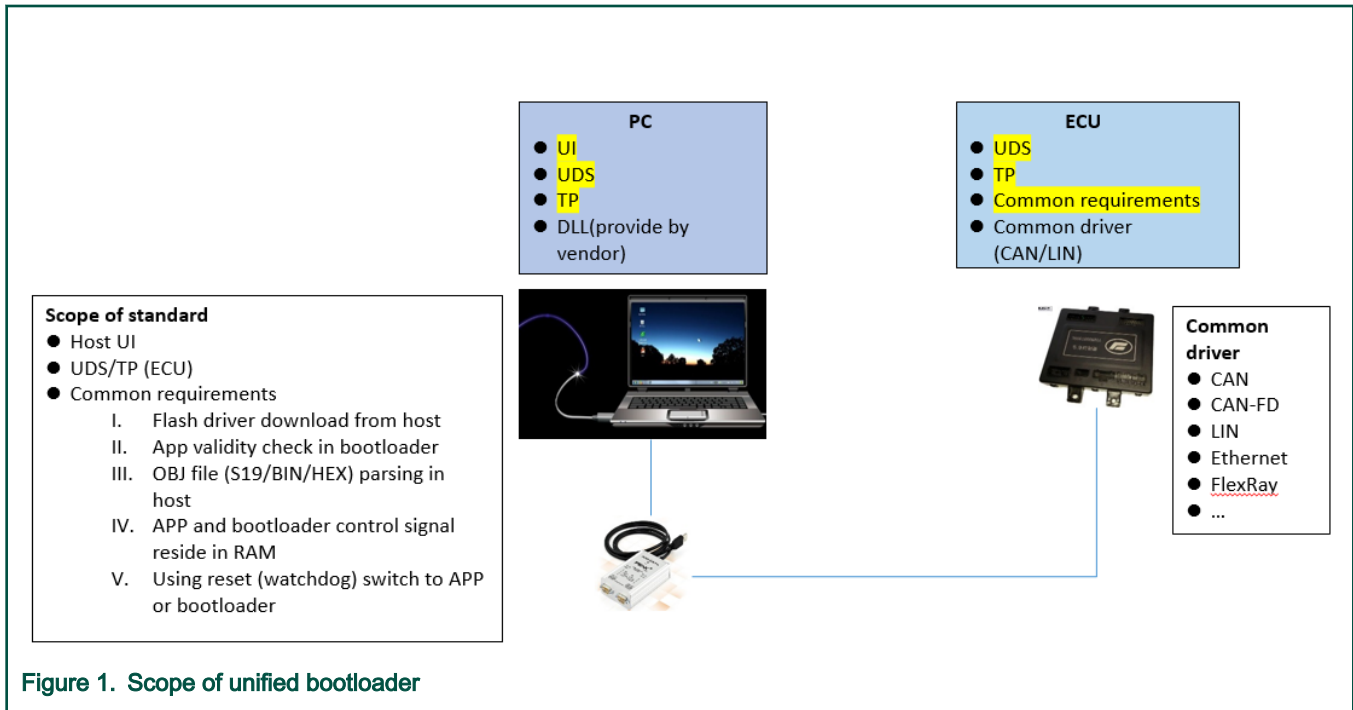 PC
● UI
● UDS
● TP
● DLL(provide by
vendor)
ECU
● UDS
● TP
● Common requirements
● Common driver
(CAN/LIN)
Scope of standard
● Host UI
● UDS/TP (ECU)
● Common requirements
I. Flash driver download from host
II. App validity check in bootloader
III. OBJ file (S19/BIN/HEX) parsing in
host
IV. APP and bootloader control signal
reside in RAM
V. Using reset (watchdog) switch to APP
or bootloader
Common
driver
● CAN
● CAN-FD
● LIN
● Ethernet
● FlexRay
● ...
Figure 1. Scope of unified bootloader